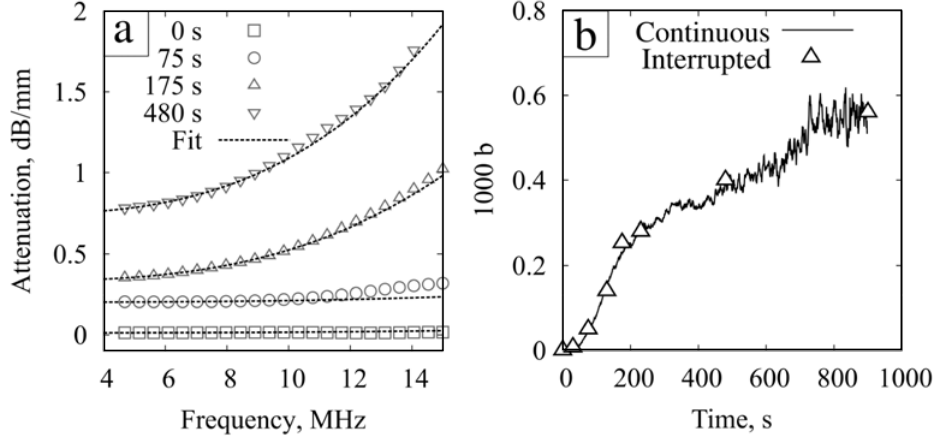 a
0 s
75 s
175 s
480 s
Fit
2
1.5
1
0.5
0
Attenuation, dB/mm
4 6 8 10 12 14
Frequency, MHz
b
Continuous
Interrupted
0.8
0.6
0.4
0.2
0
1000 b
0 200 400 600 800 1000
Time, s